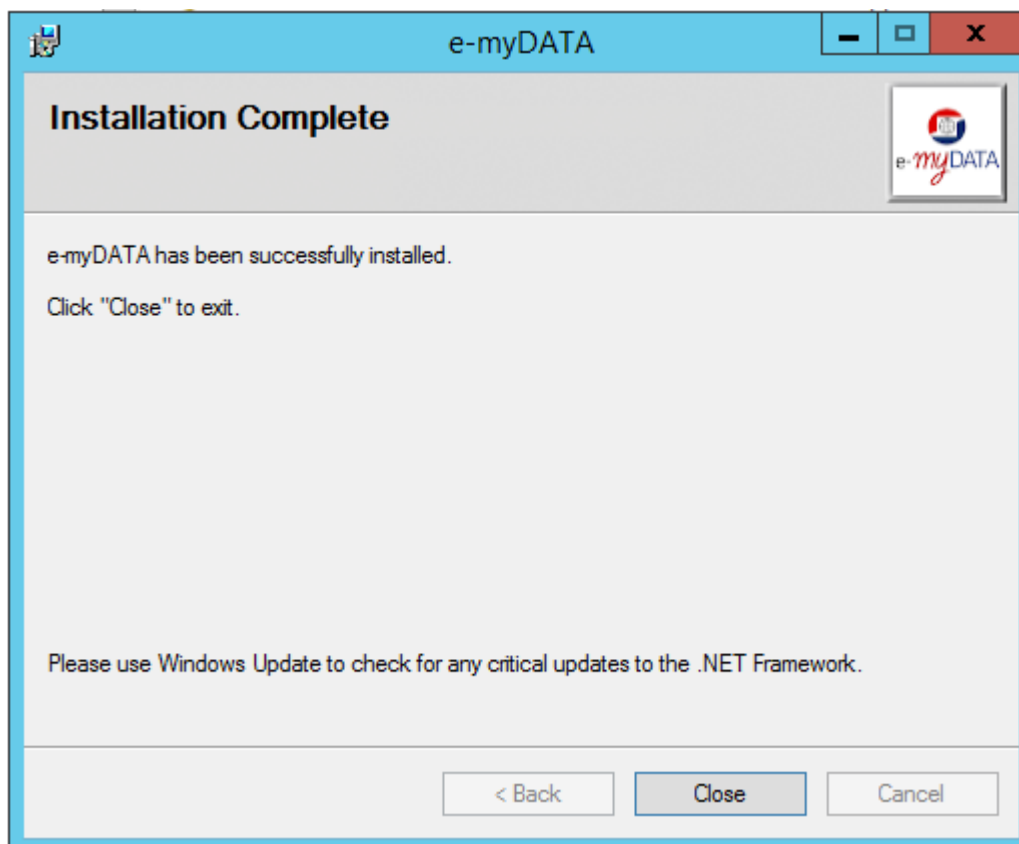 e-myDATA
Installation Complete
e-myDATA
e-myDATA has been successfully installed.
Click "Close" to exit.
Please use Windows Update to check for any critical updates to the .NET Framework.
< Back
Close
Cancel